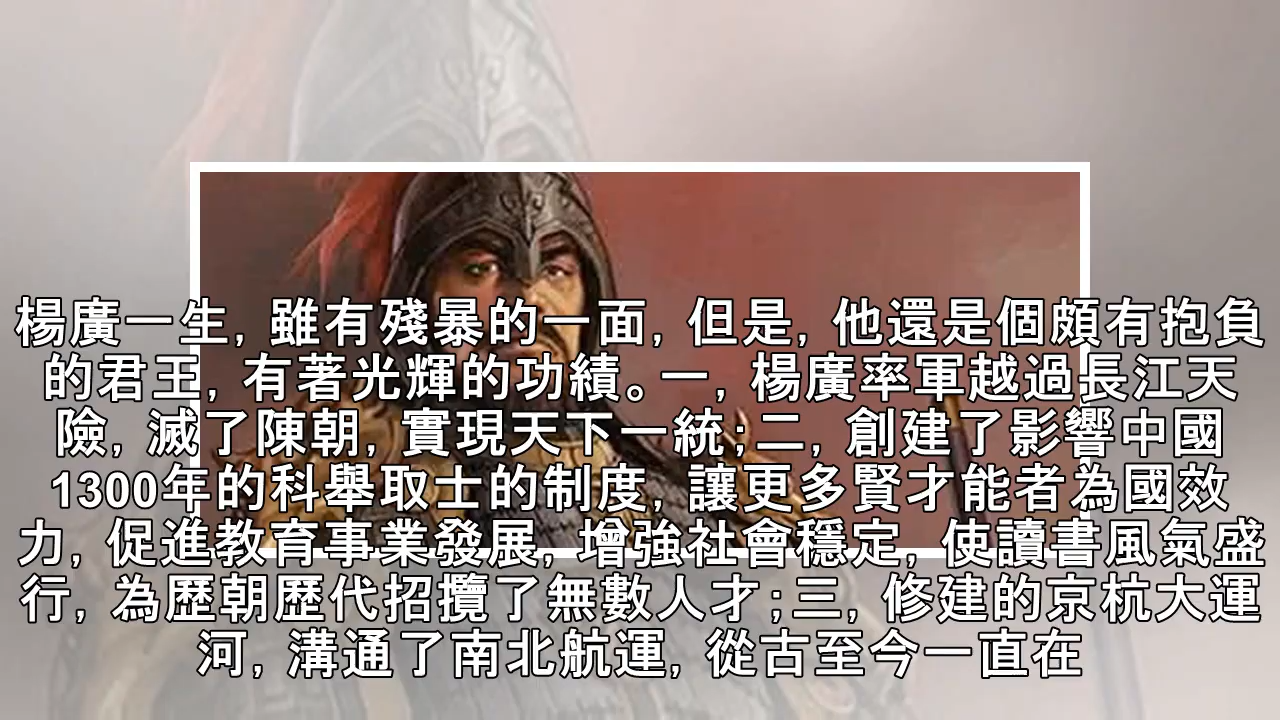 楊廣一生, 雖有殘暴的一面, 但是, 他還是個頗有抱負
的君王, 有著光輝的功績。一, 楊廣率軍越過長江天
險, 滅了陳朝, 實現天下一統;二, 創建了影響中國
1300年的科舉取士的制度, 讓更多賢才能者為國效
力, 促進教育事業發展, 增強社會穩定, 使讀書風氣盛
行, 為歷朝歷代招攬了無數人才;三, 修建的京杭大運
河, 溝通了南北航運, 從古至今一直在